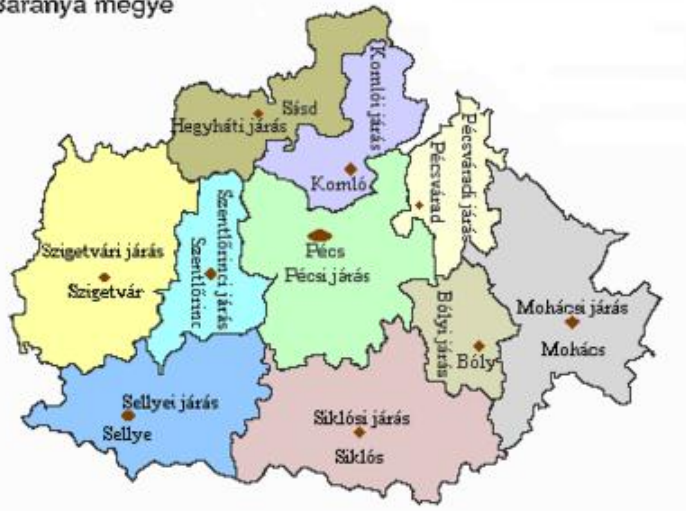 Baranya megye
Sásd
Hegyháti járás
Komlói járás
Komló
Pécsváradi járás
Pécsvárad
Szigetvári járás
Szigetvár
Szentlőrinci járás
Szentlőrinc
Pécs
Pécsi járás
Bólyi járás
Bóly
Mohácsi járás
Mohács
Sellyei járás
Sellye
Siklósi járás
Siklós